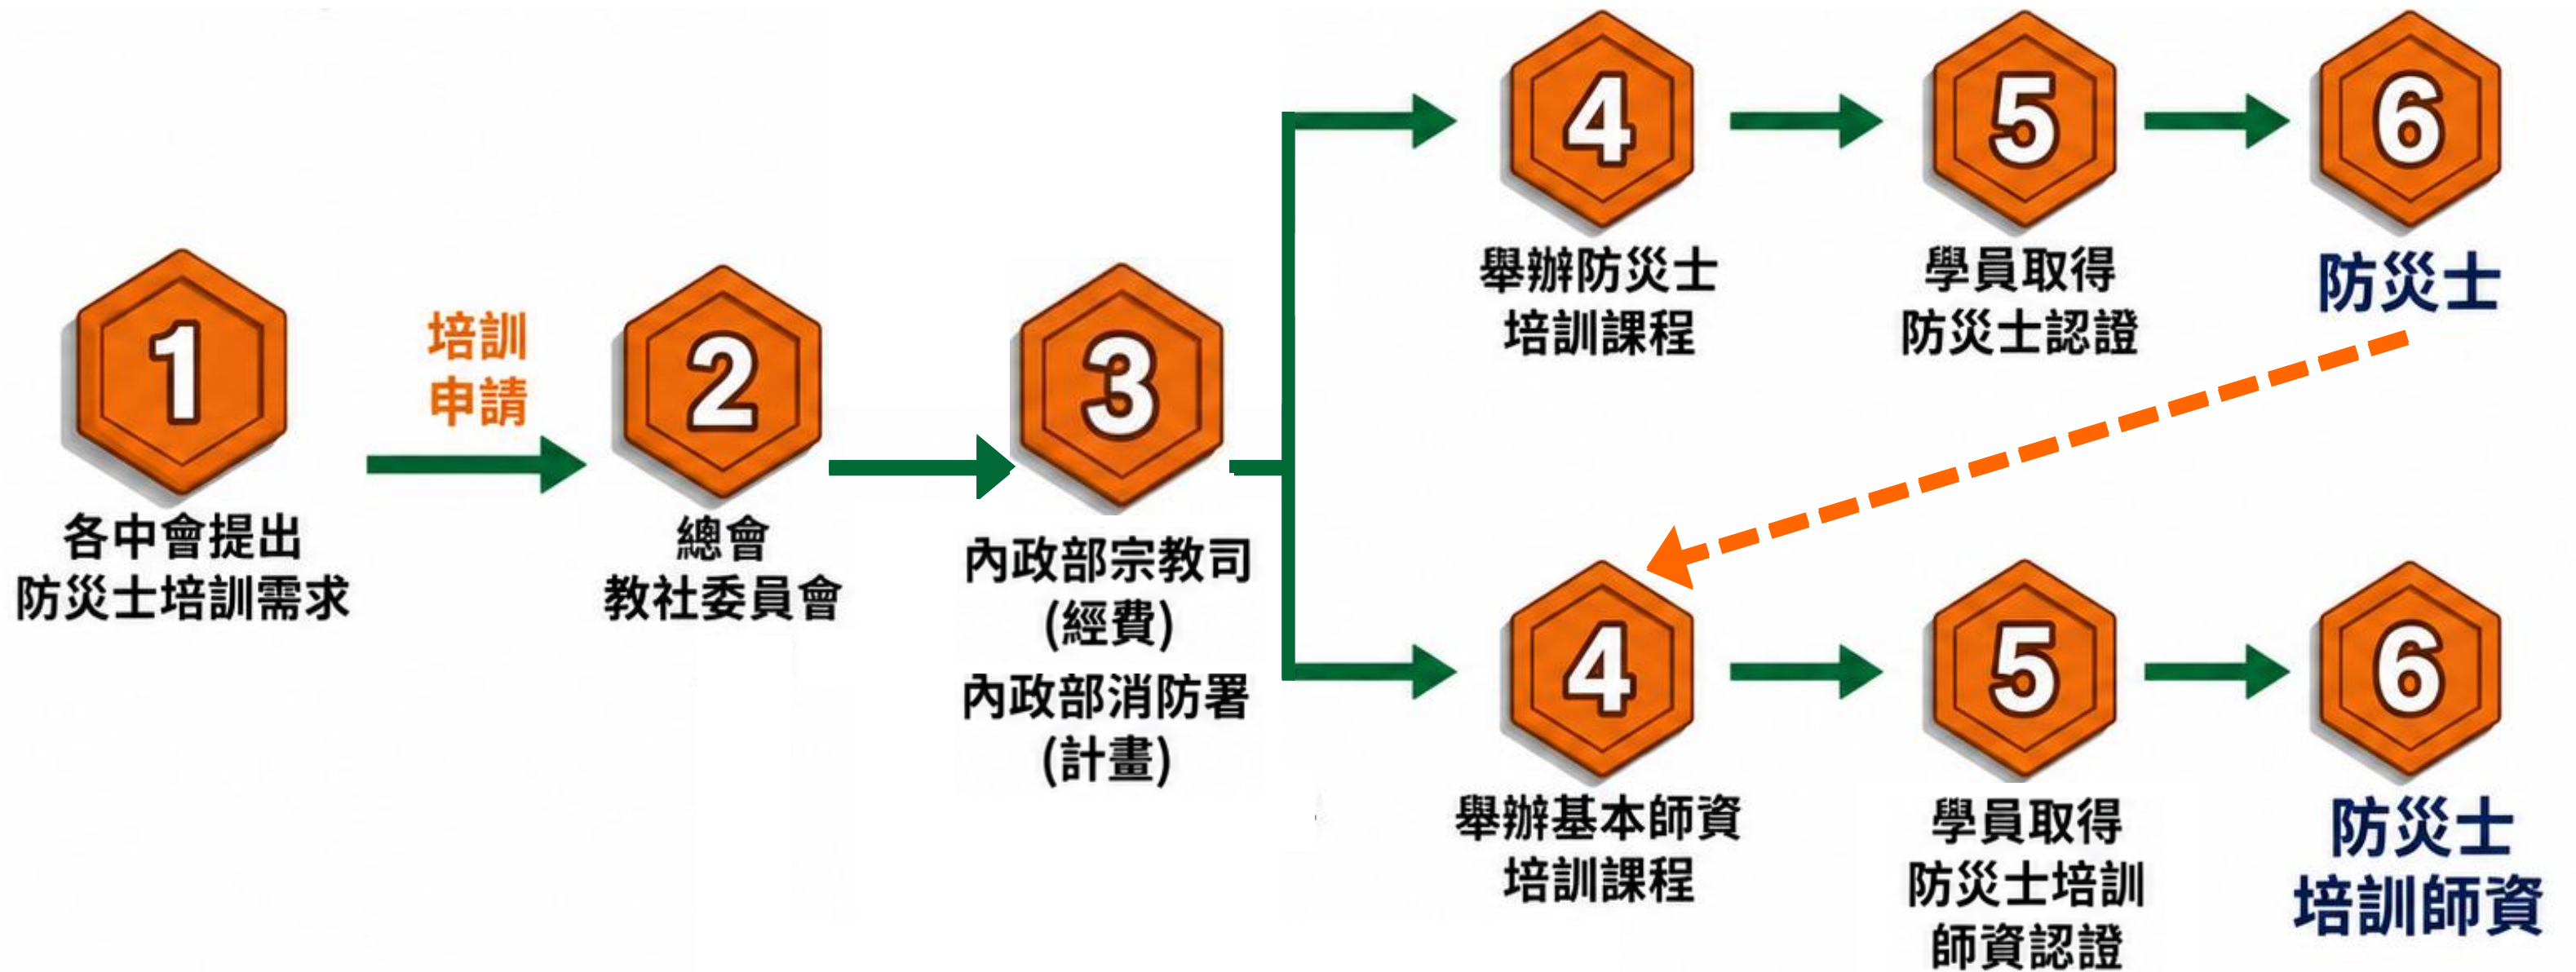 1
各中會提出
防災士培訓需求
培訓
申請
2
總會
教社委員會
3
內政部宗教司
(經費)
內政部消防署
(計畫)
4
舉辦防災士
培訓課程
5
學員取得
防災士認證
6
防災士
4
舉辦基本師資
培訓課程
5
學員取得
防災士培訓
師資認證
6
防災士
培訓師資